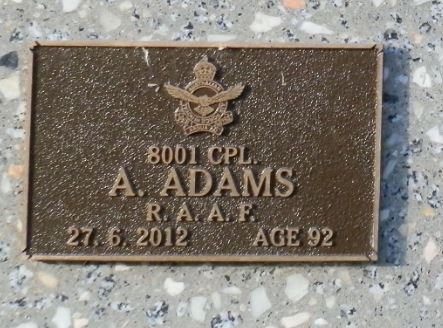 8001 CPL.
A. ADAMS
R. A. A. F.
27. 6. 2012 AGE 92